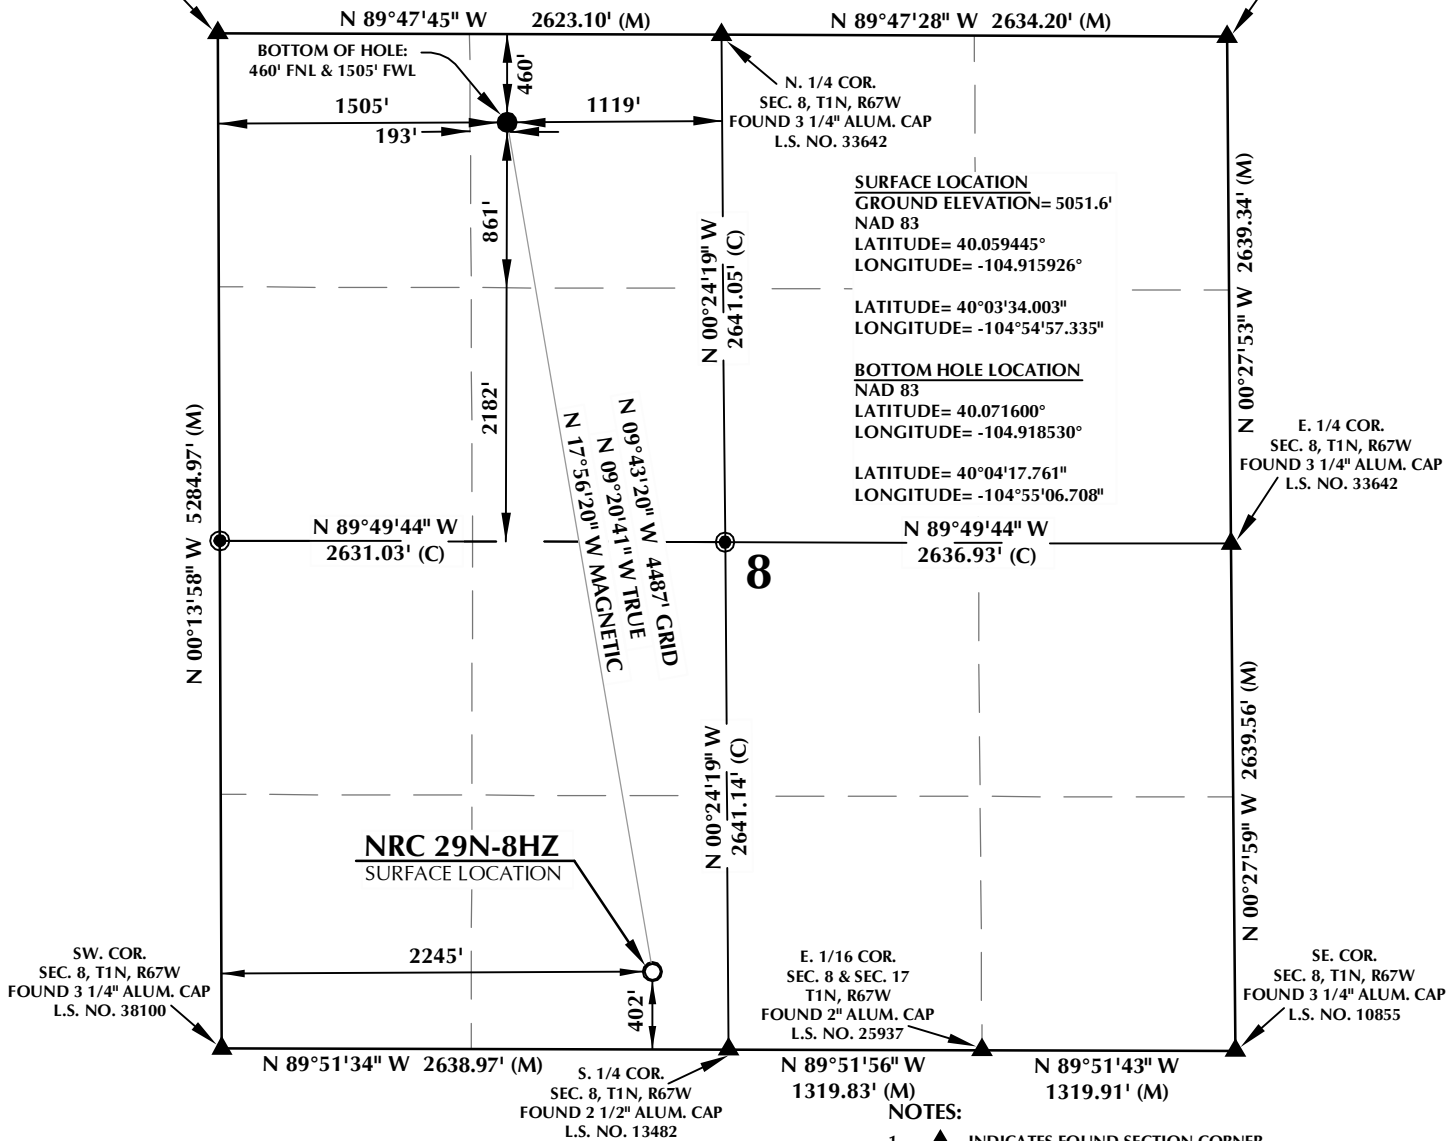 N 89°47'45" W 2623.10' (M)
N 89°47'28" W 2634.20' (M)
BOTTOM OF HOLE:
460' FNL & 1505' FWL
460'
1505'
1119'
193'
N. 1/4 COR.
SEC. 8, T1N, R67W
FOUND 3 1/4" ALUM. CAP
L.S. NO. 33642
861'
SURFACE LOCATION
GROUND ELEVATION= 5051.6'
NAD 83
LATITUDE= 40.059445°
LONGITUDE= -104.915926°
LATITUDE= 40°03'34.003"
LONGITUDE= -104°54'57.335"
BOTTOM HOLE LOCATION
NAD 83
LATITUDE= 40.071600°
LONGITUDE= -104.918530°
LATITUDE= 40°04'17.761"
LONGITUDE= -104°55'06.708"
N 00°24'19" W
2641.05' (C)
N 00°27'53" W 2639.34' (M)
2182'
N 00°13'58" W 5284.97' (M)
E. 1/4 COR.
SEC. 8, T1N, R67W
FOUND 3 1/4" ALUM. CAP
L.S. NO. 33642
N 09°43'20" W 4487' GRID
N 09°20'41" W TRUE
N 17°56'20" W MAGNETIC
N 89°49'44" W
2631.03' (C)
N 89°49'44" W
2636.93' (C)
8
N 00°24'19" W
2641.14' (C)
N 00°27'59" W 2639.56' (M)
NRC 29N-8HZ
SURFACE LOCATION
2245'
402'
SW. COR.
SEC. 8, T1N, R67W
FOUND 3 1/4" ALUM. CAP
L.S. NO. 38100
E. 1/16 COR.
SEC. 8 & SEC. 17
T1N, R67W
FOUND 2" ALUM. CAP
L.S. NO. 25937
SE. COR.
SEC. 8, T1N, R67W
FOUND 3 1/4" ALUM. CAP
L.S. NO. 10855
N 89°51'34" W 2638.97' (M)
S. 1/4 COR.
SEC. 8, T1N, R67W
FOUND 2 1/2" ALUM. CAP
L.S. NO. 13482
N 89°51'56" W
1319.83' (M)
N 89°51'43" W
1319.91' (M)
NOTES:
1. ▲ INDICATES FOUND SECTION CORNER